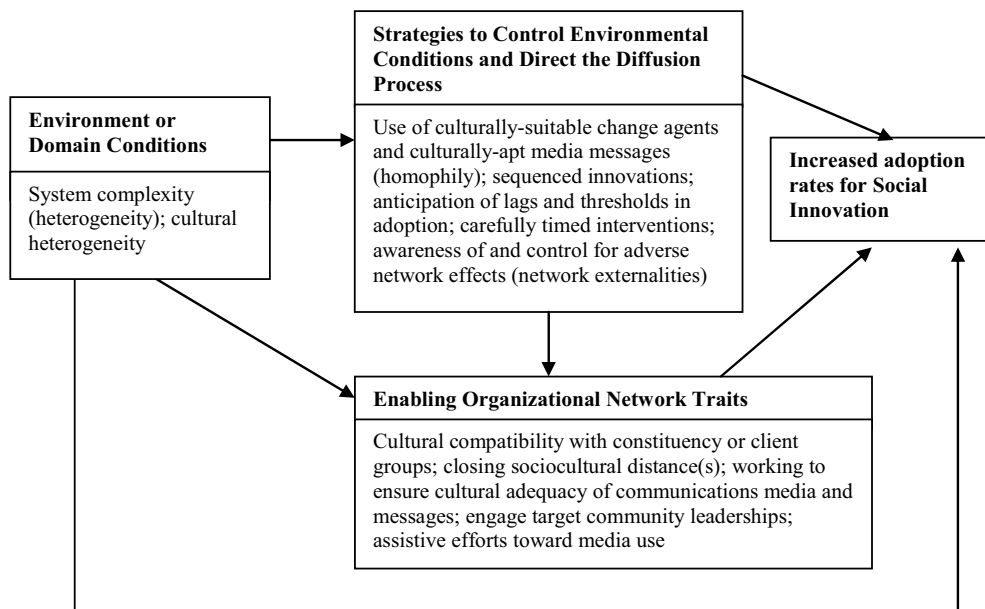 Strategies to Control Environmental
Conditions and Direct the Diffusion
Process
Use of culturally-suitable change agents
and culturally-apt media messages
(homophily); sequenced innovations;
anticipation of lags and thresholds in
adoption; carefully timed interventions;
awareness of and control for adverse
network effects (network externalities)
Environment or
Domain Conditions
System complexity
(heterogeneity); cultural
heterogeneity
Increased adoption
rates for Social
Innovation
Enabling Organizational Network Traits
Cultural compatibility with constituency or client
groups; closing sociocultural distance(s); working to
ensure cultural adequacy of communications media and
messages; engage target community leaderships;
assistive efforts toward media use